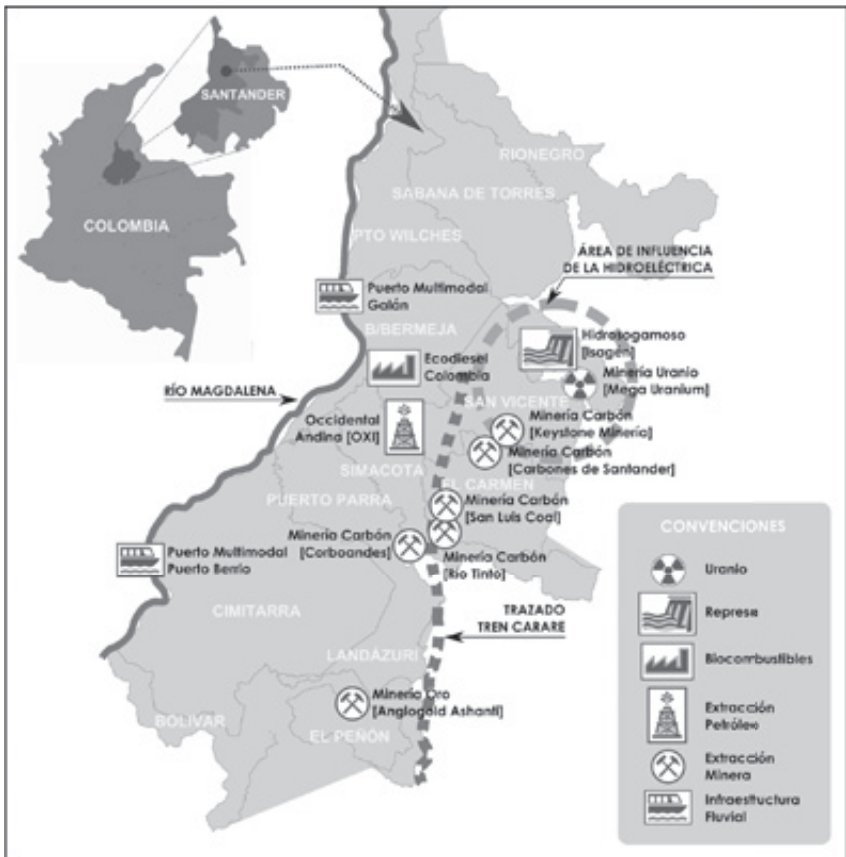 SANTANDER
COLOMBIA
RIONEGRO
SABANA DE TORRES
PTO WILCHES
ÁREA DE INFLUENCIA
DE LA HIDROELÉCTRICA
Puerto Multimodal
Galán
B/BERMEJA
Hidrosogamoso
[Isagén]
Ecodiesel
Colombia
Minería Uranio
[Mega Uranium]
RÍO MAGDALENA
SAN VICENTE
Occidental
Andina [OXI]
Minería Carbón
[Keystone Minería]
Minería Carbón
[Carbones de Santander]
SIMACOTA
EL CARMEN
PUERTO PARRA
Minería Carbón
[San Luis Coal]
Minería Carbón
[Corboandes]
Puerto Multimodal
Puerto Berrio
Minería Carbón
[Río Tinto]
CIMITARRA
TRAZADO
TREN CARARE
LANDÁZURI
Minería Oro
[Anglogold Ashanti]
BOLIVAR
EL PEÑÓN
CONVENCIONES
Uranio
Represa
Biocombustibles
Extracción
Petróleo
Extracción
Minera
Infraestuctura
Fluvial